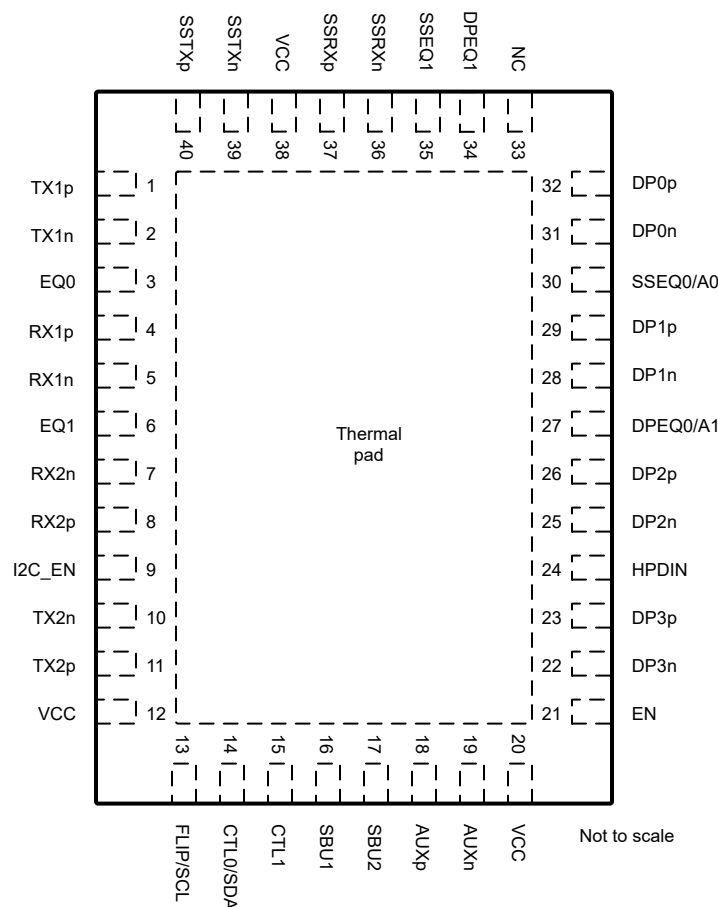 SSTXp
SSTXn
VCC
SSRXp
SSRXn
SSEQ1
DPEQ1
NC
40
39
38
37
36
35
34
33
TX1p 1
32 DP0p
TX1n 2
31 DP0n
EQ0 3
30 SSEQ0/A0
RX1p 4
29 DP1p
RX1n 5
28 DP1n
EQ1 6
27 DPEQ0/A1
Thermal
pad
RX2n 7
26 DP2p
RX2p 8
25 DP2n
I2C_EN 9
24 HPDIN
TX2n 10
23 DP3p
TX2p 11
22 DP3n
VCC 12
21 EN
13
14
15
16
17
18
19
20
FLIP/SCL
CTL0/SDA
CTL1
SBU1
SBU2
AUXp
AUXn
VCC
Not to scale